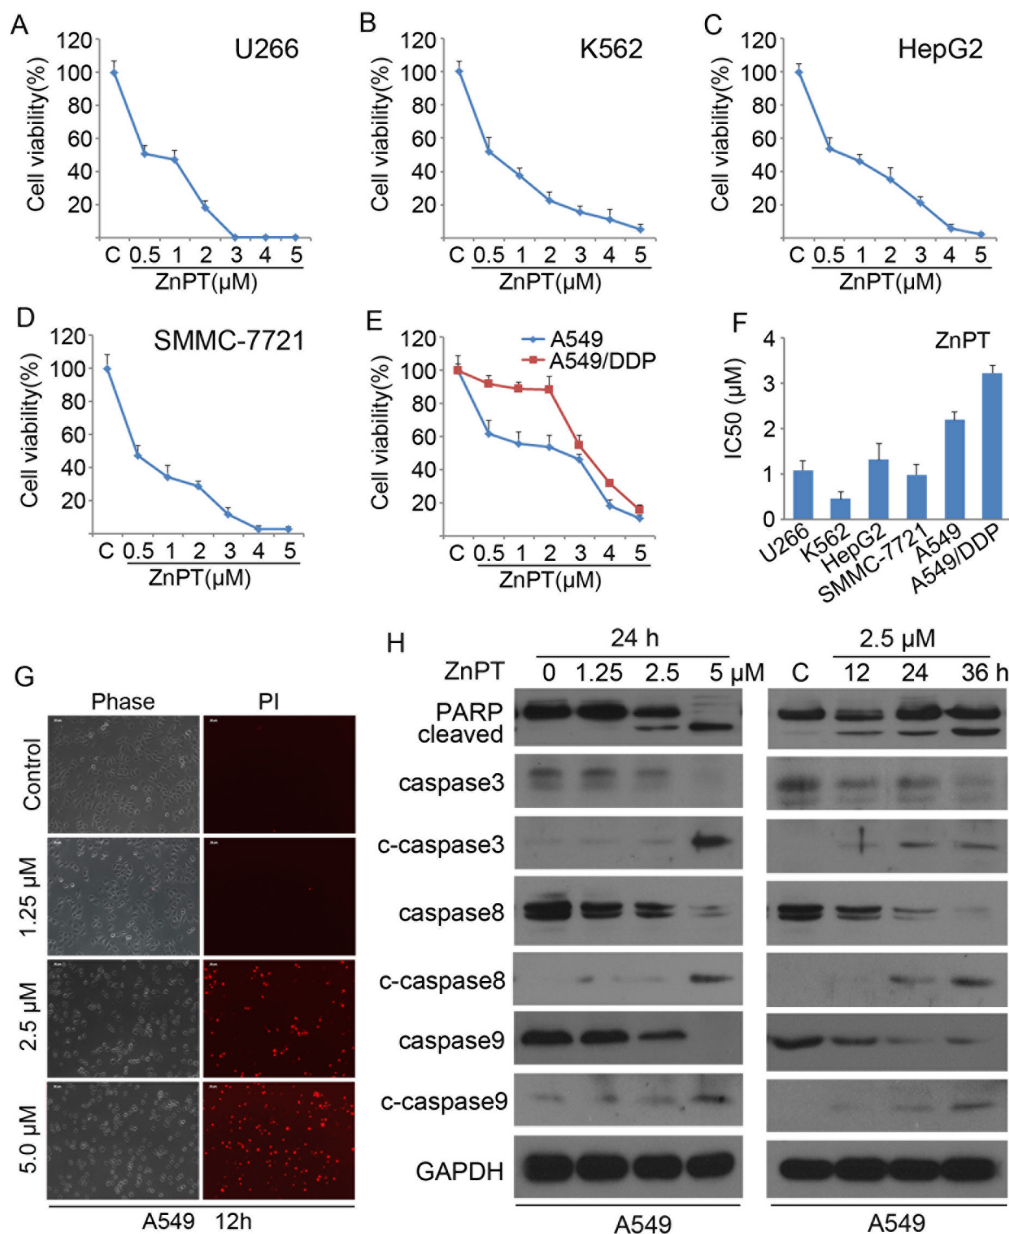 A
U266
Cell viability(%)
120
100
80
60
40
20
C 0.5 1 2 3 4 5
ZnPT(μM)
B
K562
Cell viability(%)
120
100
80
60
40
20
C 0.5 1 2 3 4 5
ZnPT(μM)
C
HepG2
Cell viability(%)
120
100
80
60
40
20
C 0.5 1 2 3 4 5
ZnPT(μM)
D
SMMC-7721
Cell viability(%)
120
100
80
60
40
20
C 0.5 1 2 3 4 5
ZnPT(μM)
E
A549
A549/DDP
Cell viability(%)
120
100
80
60
40
20
C 0.5 1 2 3 4 5
ZnPT(μM)
F
ZnPT
IC50 (μM)
4
3
2
1
0
U266
K562
HepG2
SMMC-7721
A549
A549/DDP
G
Phase PI
Control
1.25 μM
2.5 μM
5.0 μM
A549 12h
H
24 h 2.5 μM
ZnPT 0 1.25 2.5 5 μM C 12 24 36 h
PARP
cleaved
caspase3
c-caspase3
caspase8
c-caspase8
caspase9
c-caspase9
GAPDH
A549 A549